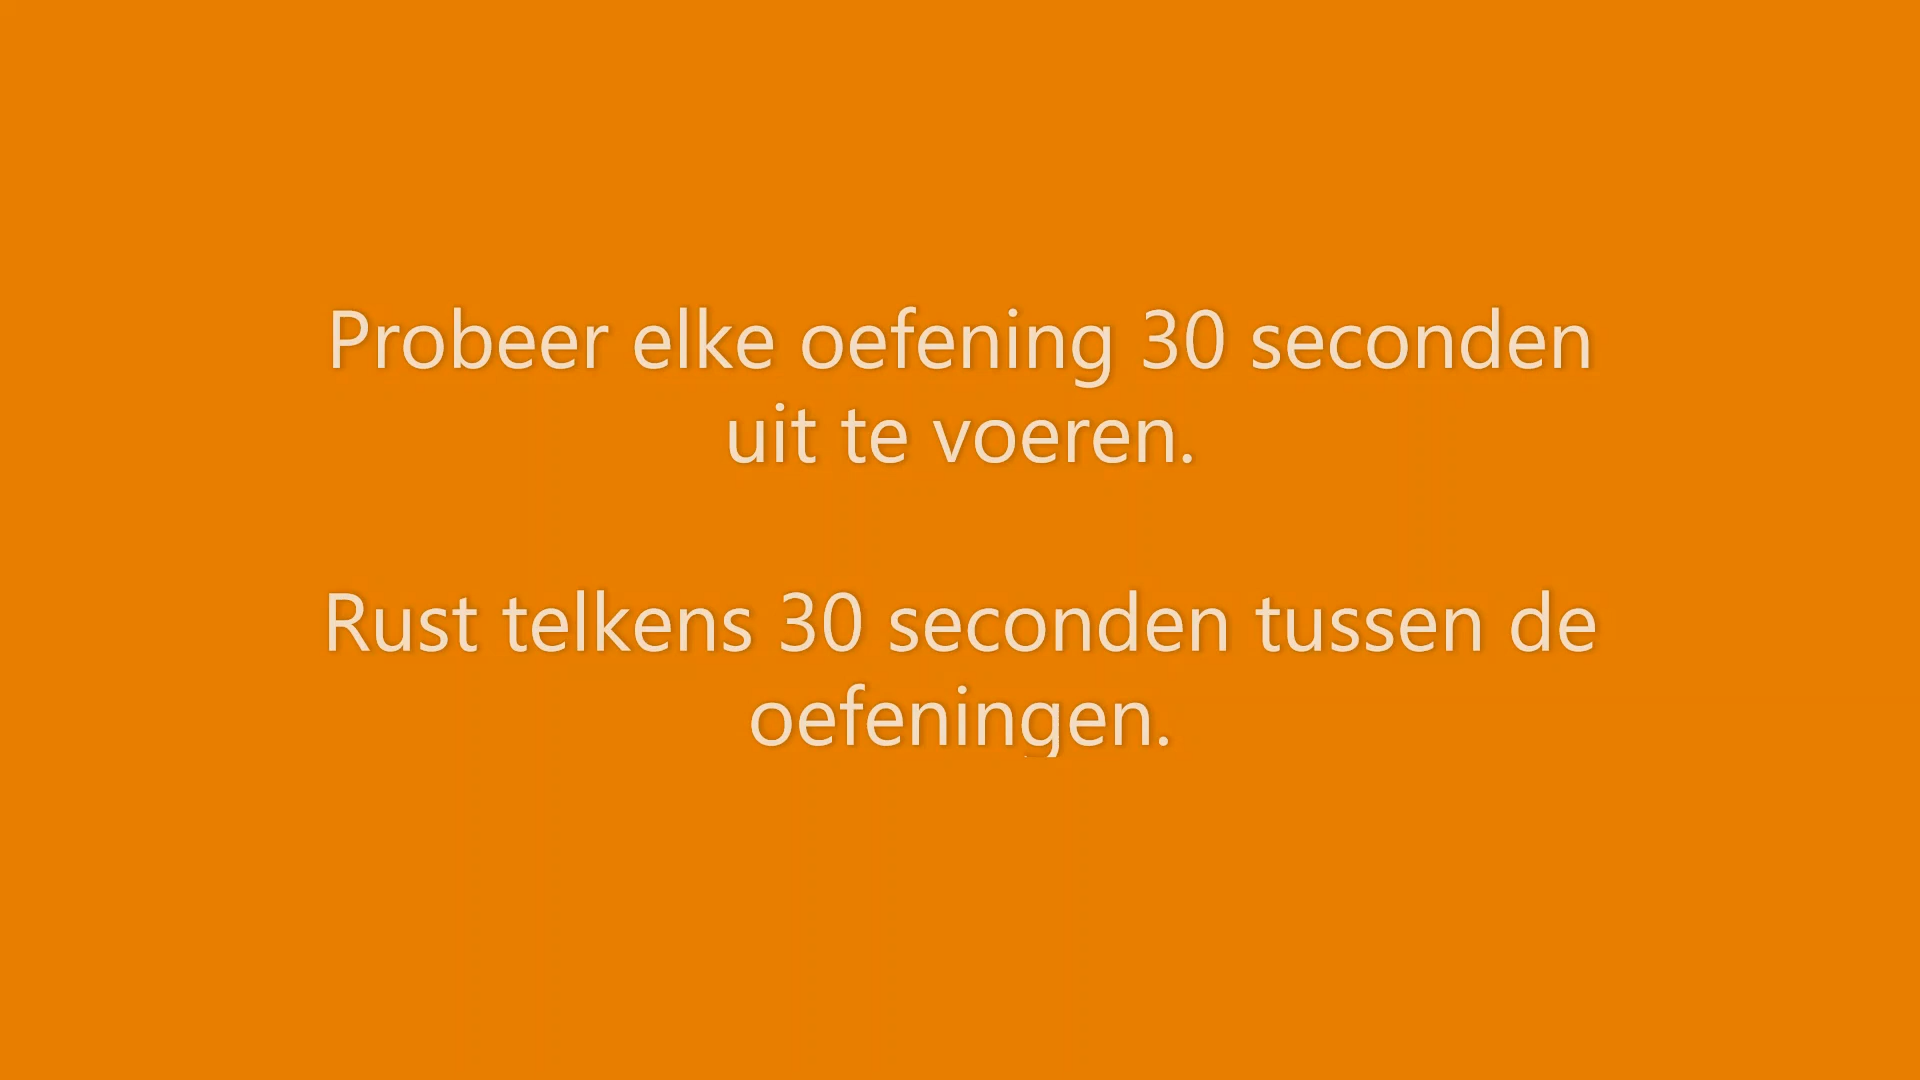 Probeer elke oefening 30 seconden
uit te voeren.
Rust telkens 30 seconden tussen de
oefeningen.